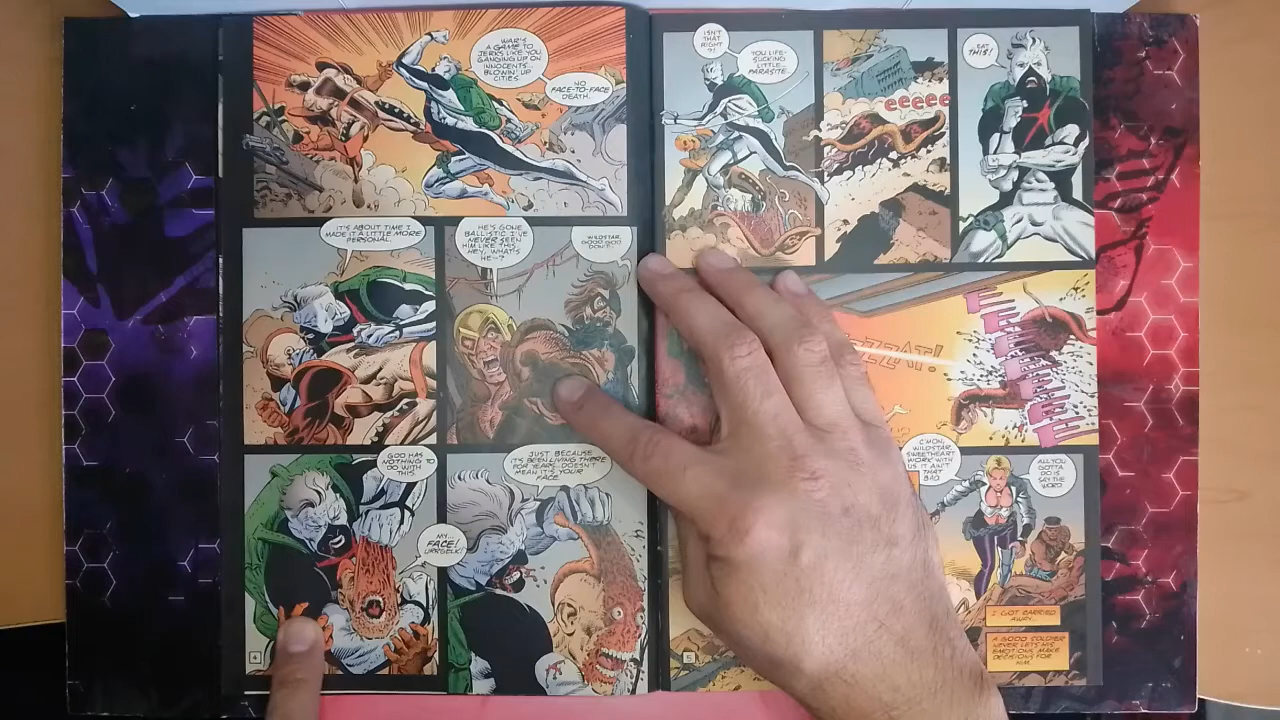 WAR'S
A GAME TO
JERKS LIKE YOU
GANGING UP ON
INNOCENTS...
BLOWIN' UP
CITIES.
NO
FACE-TO-FACE
DEATH.
IT'S ABOUT TIME I
MADE IT A LITTLE MORE
PERSONAL.
HE'S GONE
BALLISTIC. I'VE
NEVER SEEN
HIM LIKE THIS.
HEY, WHAT'S
HE--?
WILDSTAR.
GOOD GOD
DON'T--
GOD HAS
NOTHING TO
DO WITH
THIS.
MY...
FACE!
URRGELK!
JUST BECAUSE
IT'S BEEN LIVING THERE
FOR YEARS...DOESN'T
MEAN IT'S YOUR
FACE.
4
ISN'T
THAT
RIGHT
?!
YOU LIFE-
SUCKING
LITTLE...
PARASITE.
eeeee
EAT
THIS!
ZZAT!
C'MON,
WILDSTAR,
SWEETHEART
WORK WITH
US IT AIN'T
THAT
BAD.
ALL YOU
GOTTA
DO IS
SAY THE
WORD.
I GOT CARRIED
AWAY...
A GOOD SOLDIER
NEVER LETS HIS
EMOTIONS MAKE
DECISIONS FOR
HIM.
5